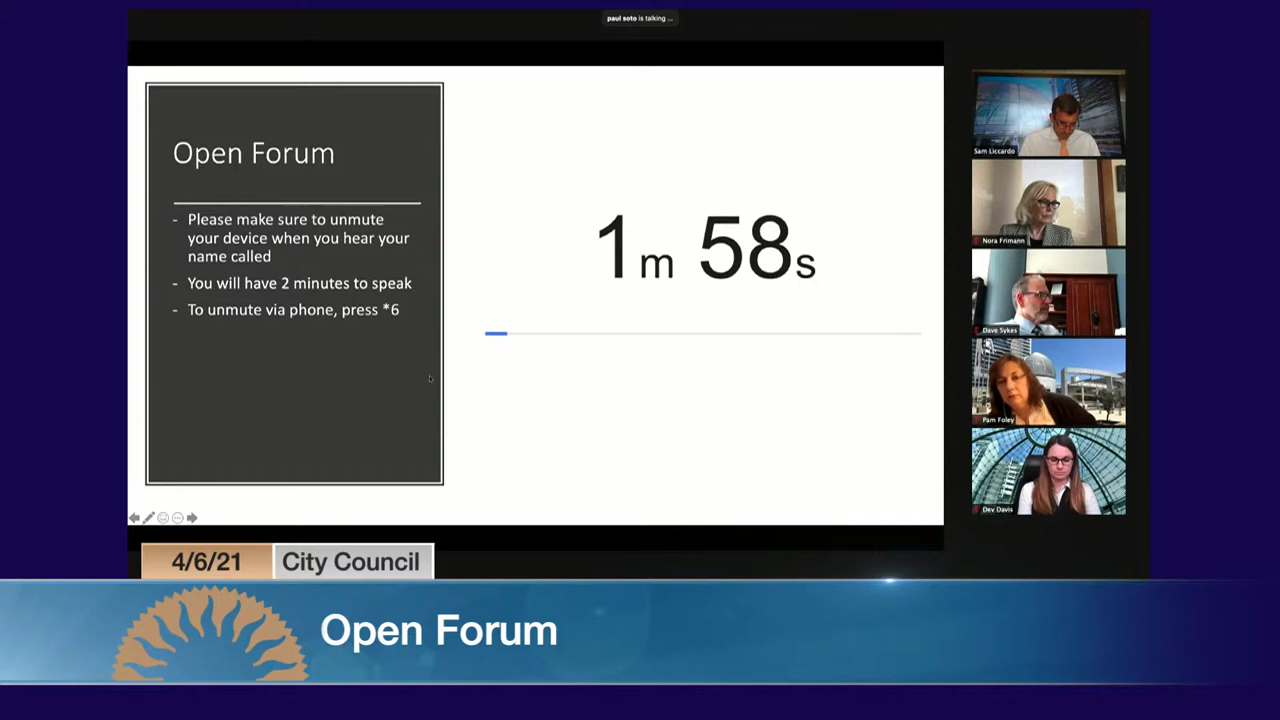 paul soto is talking ...
Open Forum
- Please make sure to unmute
your device when you hear your
name called
- You will have 2 minutes to speak
- To unmute via phone, press *6
1m 58s
Sam Liccardo
Nora Frimann
Dave Sykes
Pam Foley
Dev Davis
4/6/21
City Council
Open Forum